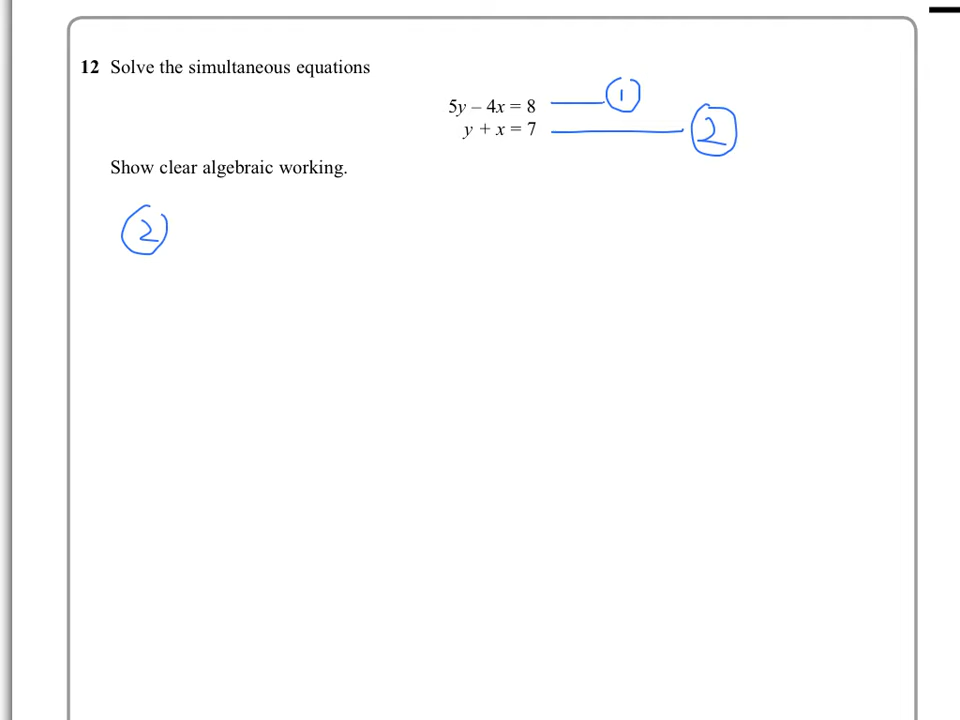 12 Solve the simultaneous equations
5y – 4x = 8 ①
y + x = 7 ②
Show clear algebraic working.
②